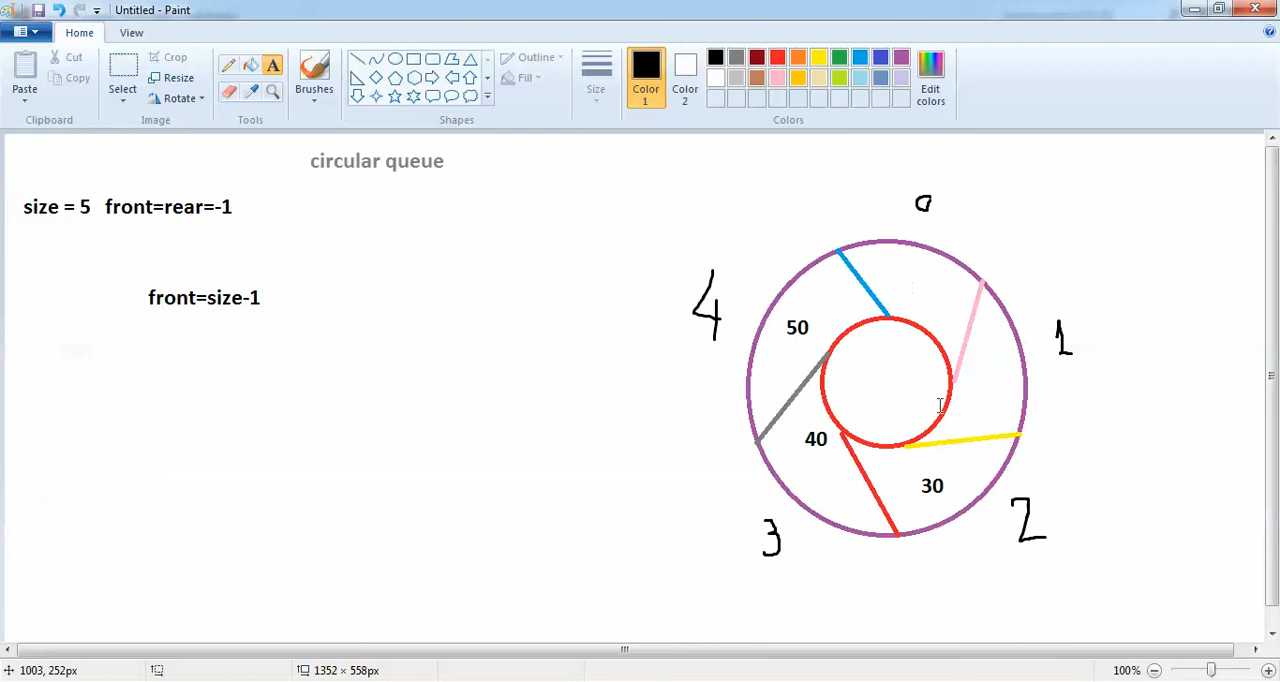 Untitled - Paint
Home View
Cut
Copy
Paste
Clipboard
Select
Crop
Resize
Rotate
Image
A
Tools
Brushes
Outline
Fill
Shapes
Size
Color 1
Color 2
Edit colors
Colors
circular queue
size = 5 front=rear=-1
front=size-1
0
1
2
3
4
50
40
30
1003, 252px
1352 × 558px
100%